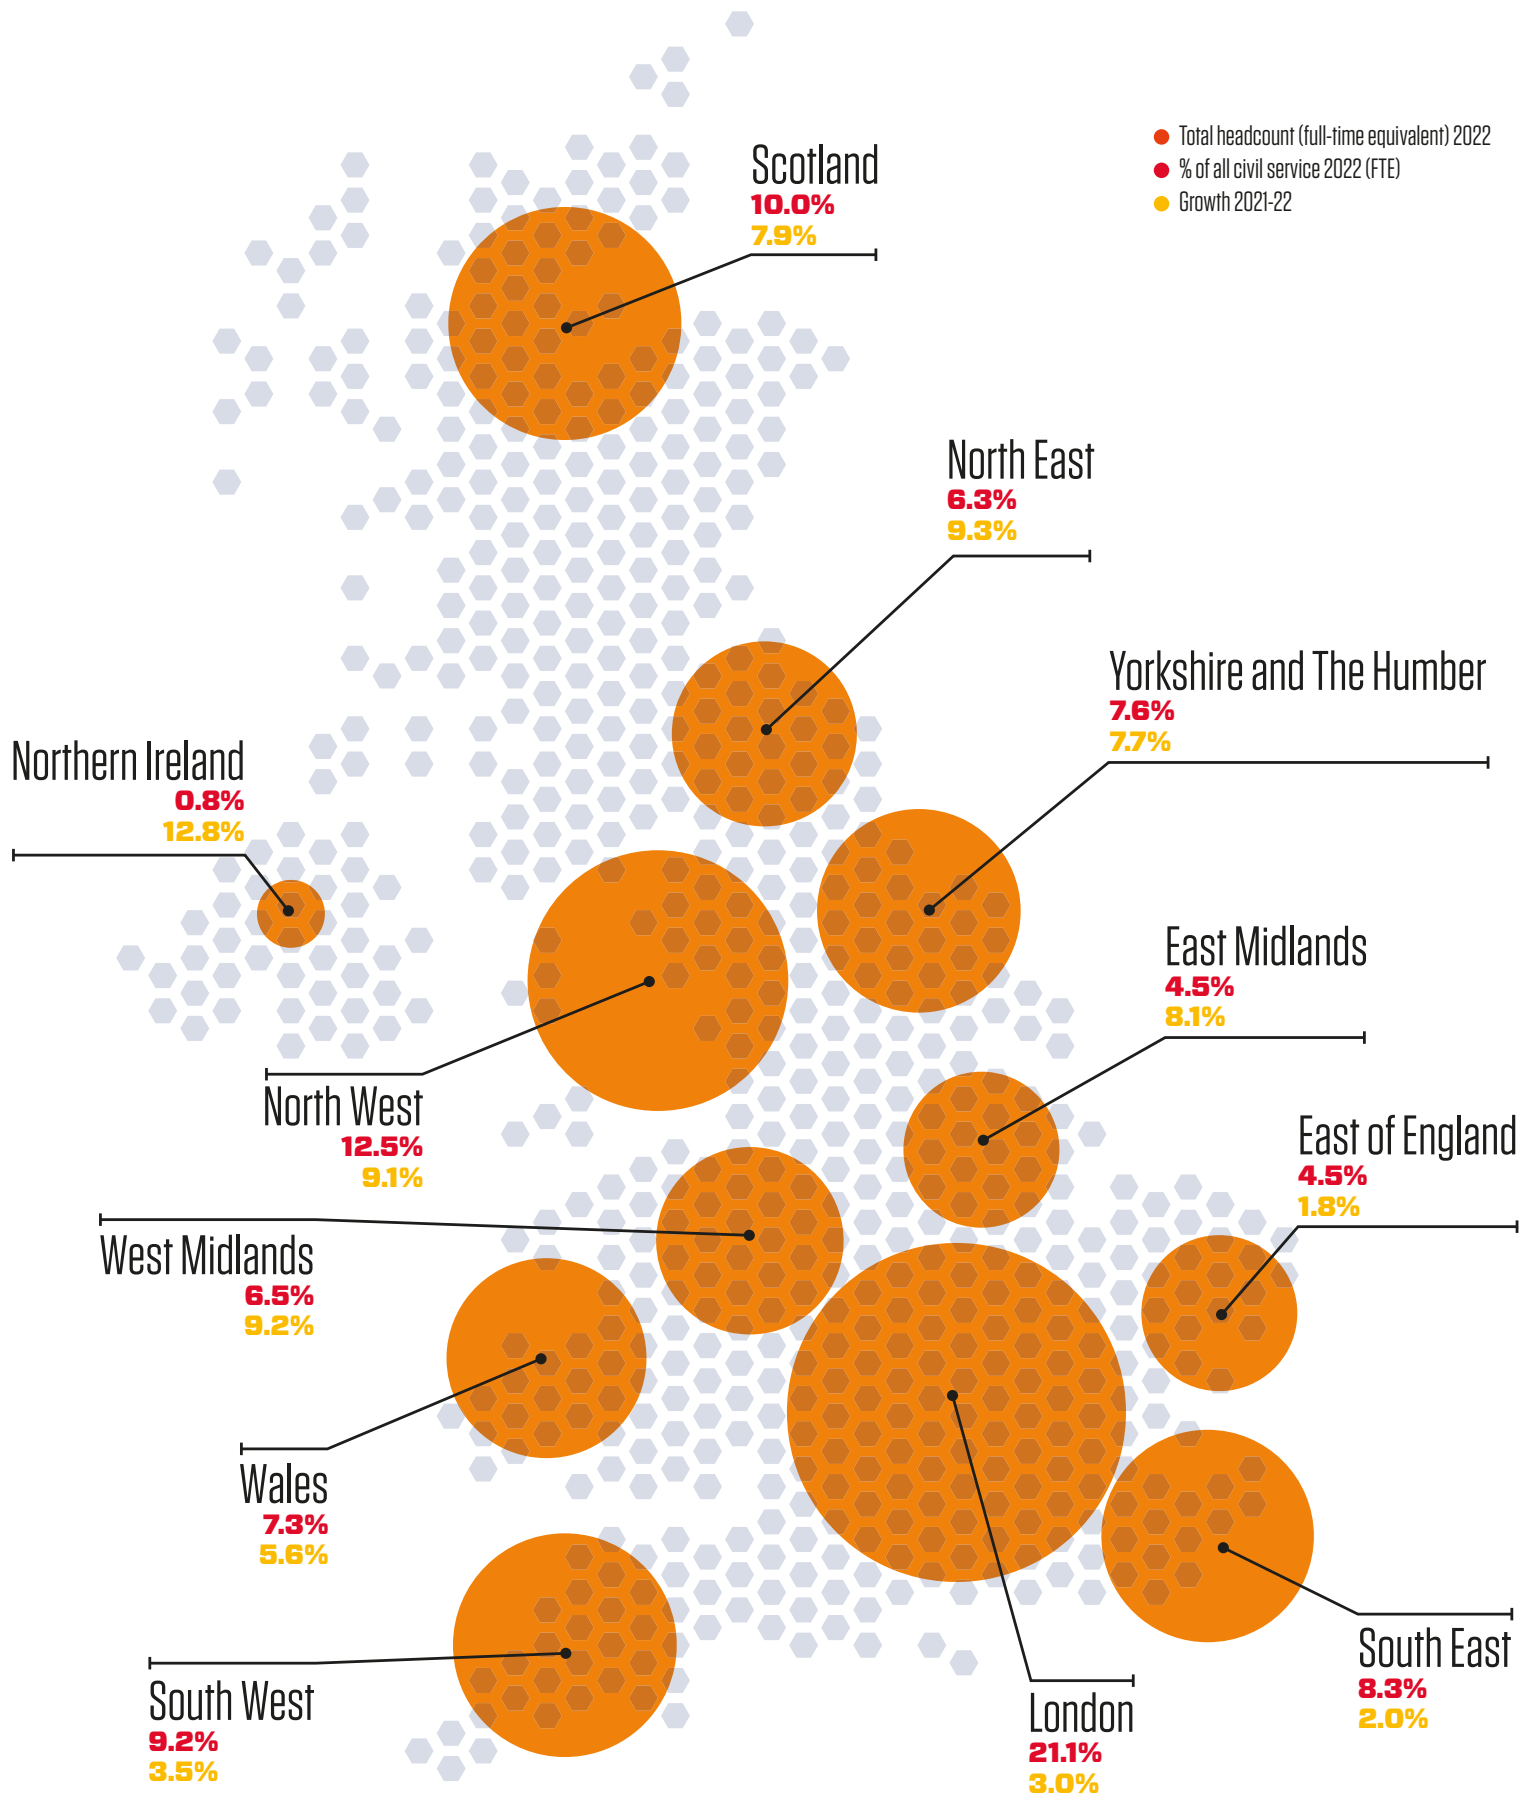 Total headcount (full-time equivalent) 2022
% of all civil service 2022 (FTE)
Growth 2021-22
Scotland
10.0%
7.9%
North East
6.3%
9.3%
Yorkshire and The Humber
7.6%
7.7%
Northern Ireland
0.8%
12.8%
East Midlands
4.5%
8.1%
North West
12.5%
9.1%
East of England
4.5%
1.8%
West Midlands
6.5%
9.2%
Wales
7.3%
5.6%
South East
8.3%
2.0%
South West
9.2%
3.5%
London
21.1%
3.0%